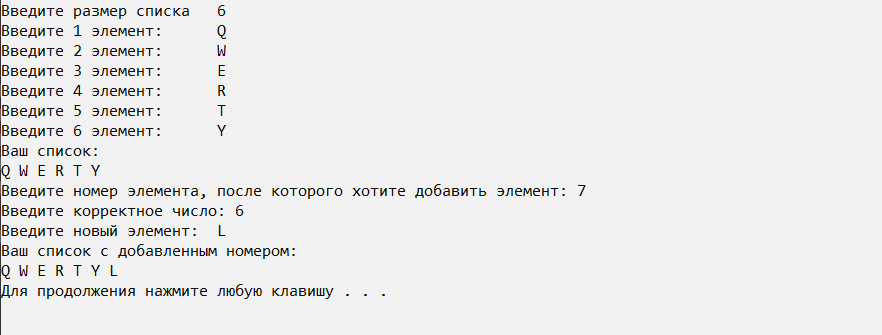 Введите размер списка   6
Введите 1 элемент:      Q
Введите 2 элемент:      W
Введите 3 элемент:      E
Введите 4 элемент:      R
Введите 5 элемент:      T
Введите 6 элемент:      Y
Ваш список:
Q W E R T Y
Введите номер элемента, после которого хотите добавить элемент: 7
Введите корректное число: 6
Введите новый элемент:  L
Ваш список с добавленным номером:
Q W E R T Y L
Для продолжения нажмите любую клавишу . . .